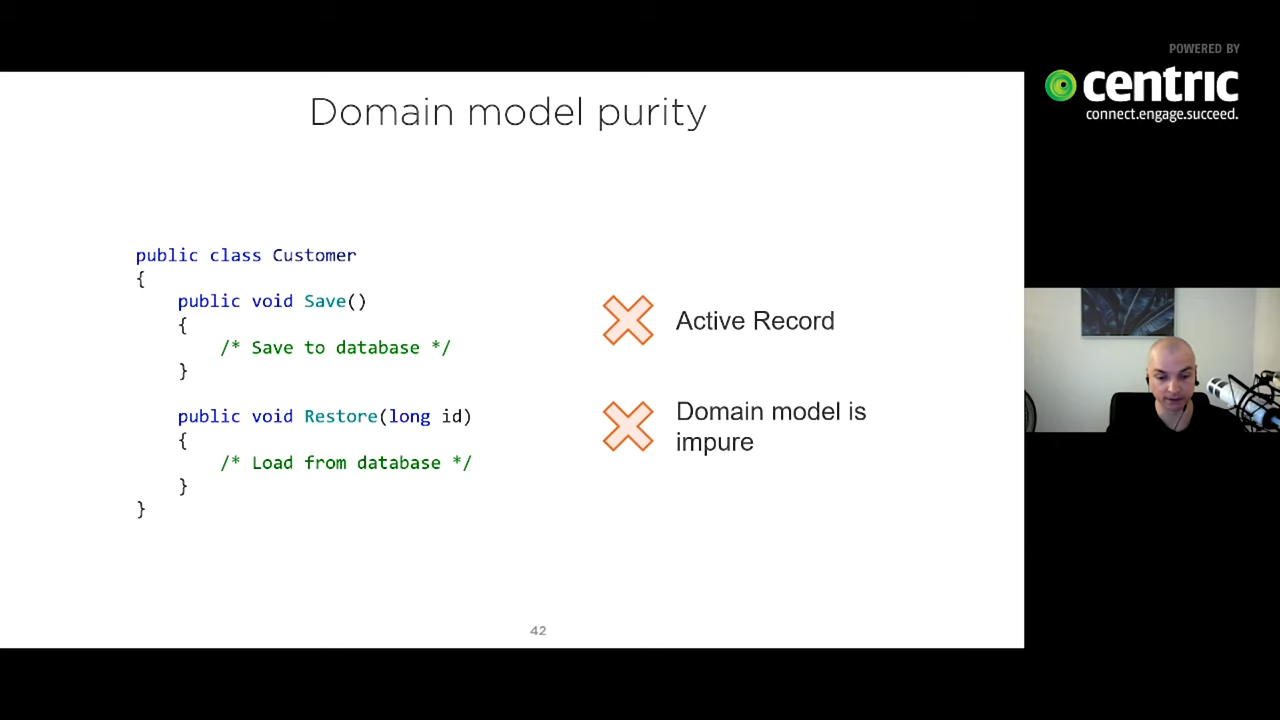 POWERED BY
centric
connect.engage.succeed.
Domain model purity
public class Customer
{
public void Save()
{
/* Save to database */
}
public void Restore(long id)
{
/* Load from database */
}
}
Active Record
Domain model is
impure
42